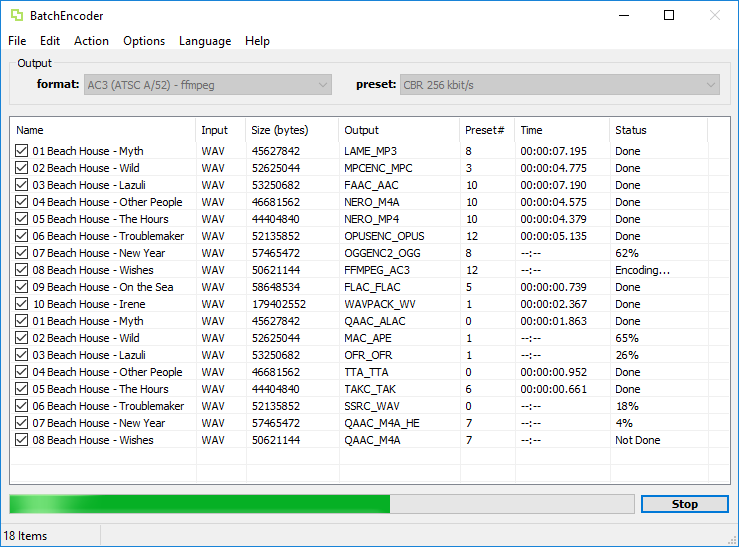 BatchEncoder
File Edit Action Options Language Help
Output
format: AC3 (ATSC A/52) - ffmpeg preset: CBR 256 kbit/s
Name Input Size (bytes) Output Preset# Time Status
01 Beach House - Myth WAV 45627842 LAME_MP3 8 00:00:07.195 Done
02 Beach House - Wild WAV 52625044 MPCENC_MPC 3 00:00:04.775 Done
03 Beach House - Lazuli WAV 53250682 FAAC_AAC 10 00:00:07.190 Done
04 Beach House - Other People WAV 46681562 NERO_M4A 10 00:00:04.575 Done
05 Beach House - The Hours WAV 44404840 NERO_MP4 10 00:00:04.379 Done
06 Beach House - Troublemaker WAV 52135852 OPUSENC_OPUS 12 00:00:05.135 Done
07 Beach House - New Year WAV 57465472 OGGENC2_OGG 8 --:-- 62%
08 Beach House - Wishes WAV 50621144 FFMPEG_AC3 12 --:-- Encoding...
09 Beach House - On the Sea WAV 58648534 FLAC_FLAC 5 00:00:00.739 Done
10 Beach House - Irene WAV 179402552 WAVPACK_WV 1 00:00:02.367 Done
01 Beach House - Myth WAV 45627842 QAAC_ALAC 0 00:00:01.863 Done
02 Beach House - Wild WAV 52625044 MAC_APE 1 --:-- 65%
03 Beach House - Lazuli WAV 53250682 OFR_OFR 1 --:-- 26%
04 Beach House - Other People WAV 46681562 TTA_TTA 0 00:00:00.952 Done
05 Beach House - The Hours WAV 44404840 TAKC_TAK 6 00:00:00.661 Done
06 Beach House - Troublemaker WAV 52135852 SSRC_WAV 0 --:-- 18%
07 Beach House - New Year WAV 57465472 QAAC_M4A_HE 7 --:-- 4%
08 Beach House - Wishes WAV 50621144 QAAC_M4A 7 --:-- Not Done
Stop
18 Items